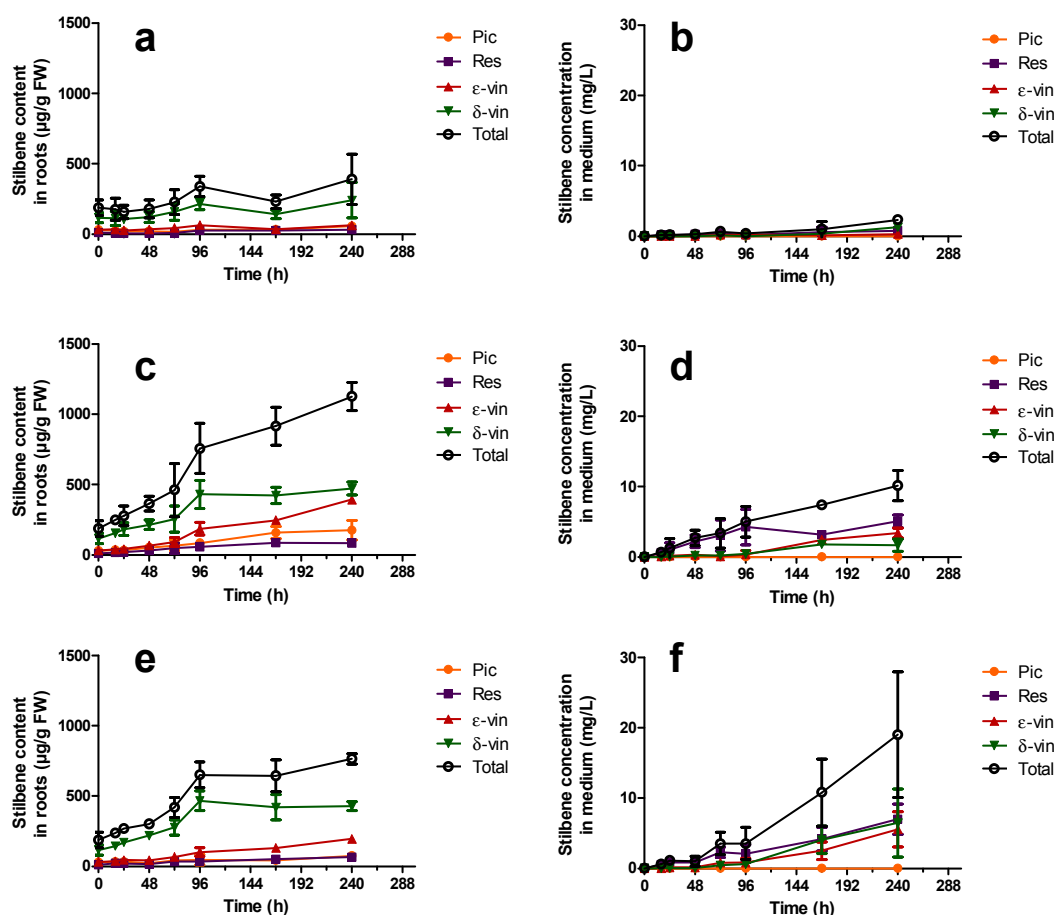 a
1500
1000
500
0
Stilbene content
in roots (µg/g FW)
0 48 96 144 192 240 288
Time (h)
Pic
Res
ε-vin
δ-vin
Total
b
30
20
10
0
Stilbene concentration
in medium (mg/L)
0 48 96 144 192 240 288
Time (h)
Pic
Res
ε-vin
δ-vin
Total
c
1500
1000
500
0
Stilbene content
in roots (µg/g FW)
0 48 96 144 192 240 288
Time (h)
Pic
Res
ε-vin
δ-vin
Total
d
30
20
10
0
Stilbene concentration
in medium (mg/L)
0 48 96 144 192 240 288
Time (h)
Pic
Res
ε-vin
δ-vin
Total
e
1500
1000
500
0
Stilbene content
in roots (µg/g FW)
0 48 96 144 192 240 288
Time (h)
Pic
Res
ε-vin
δ-vin
Total
f
30
20
10
0
Stilbene concentration
in medium (mg/L)
0 48 96 144 192 240 288
Time (h)
Pic
Res
ε-vin
δ-vin
Total